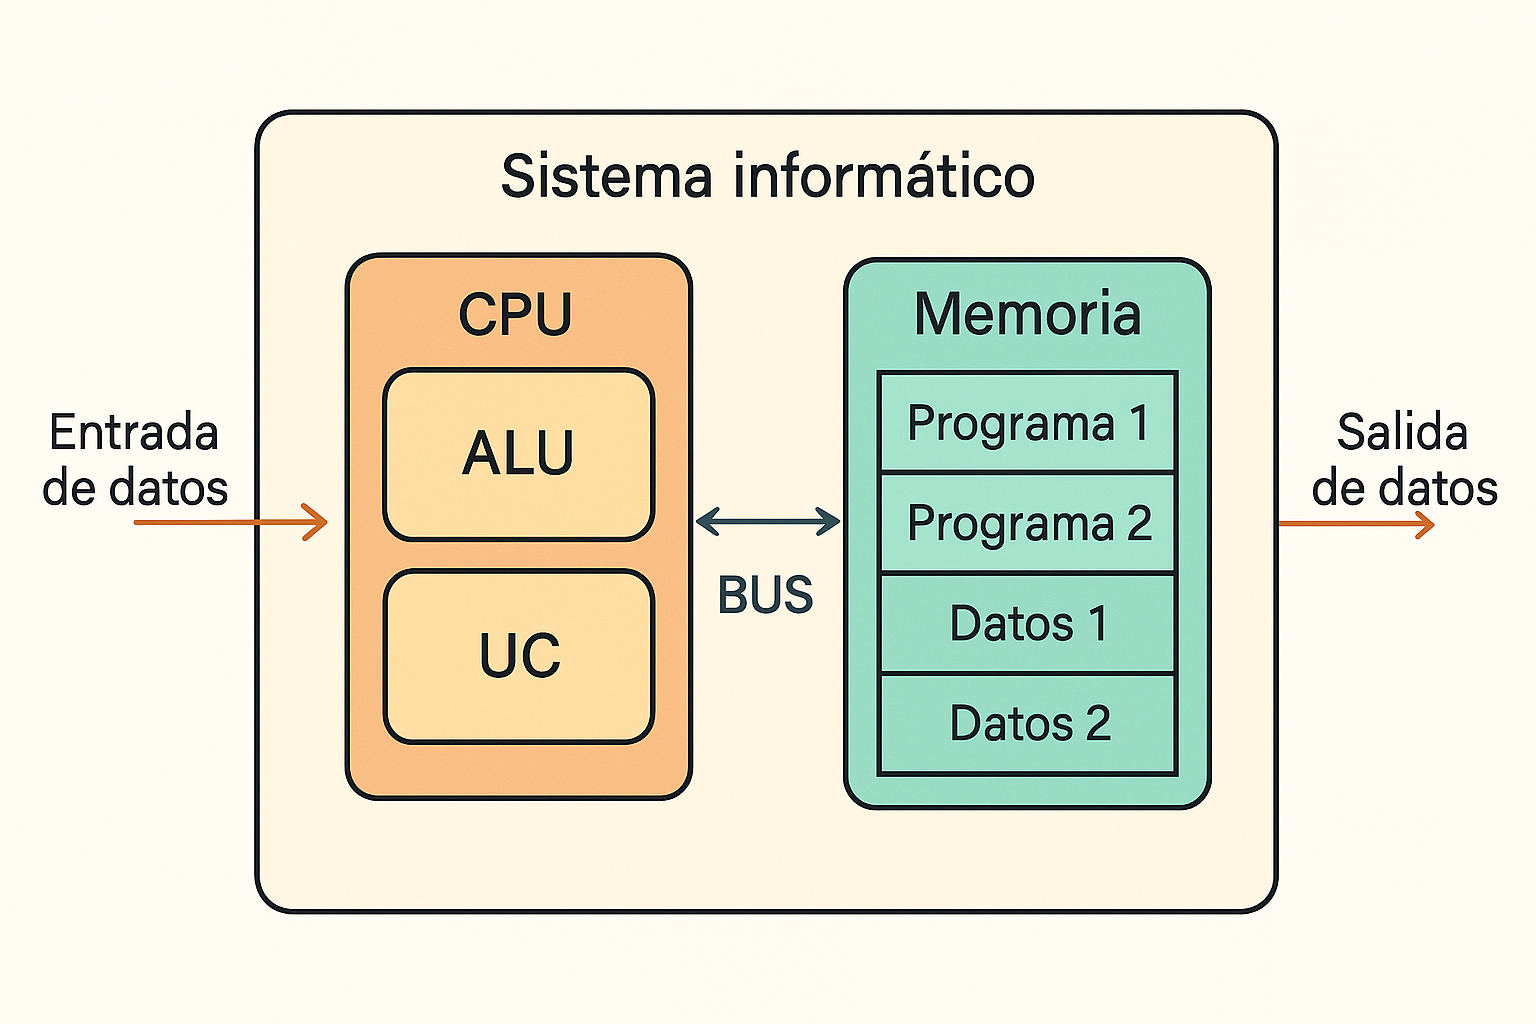 Sistema informático
Entrada
de datos
CPU
ALU
UC
BUS
Memoria
Programa 1
Programa 2
Datos 1
Datos 2
Salida
de datos